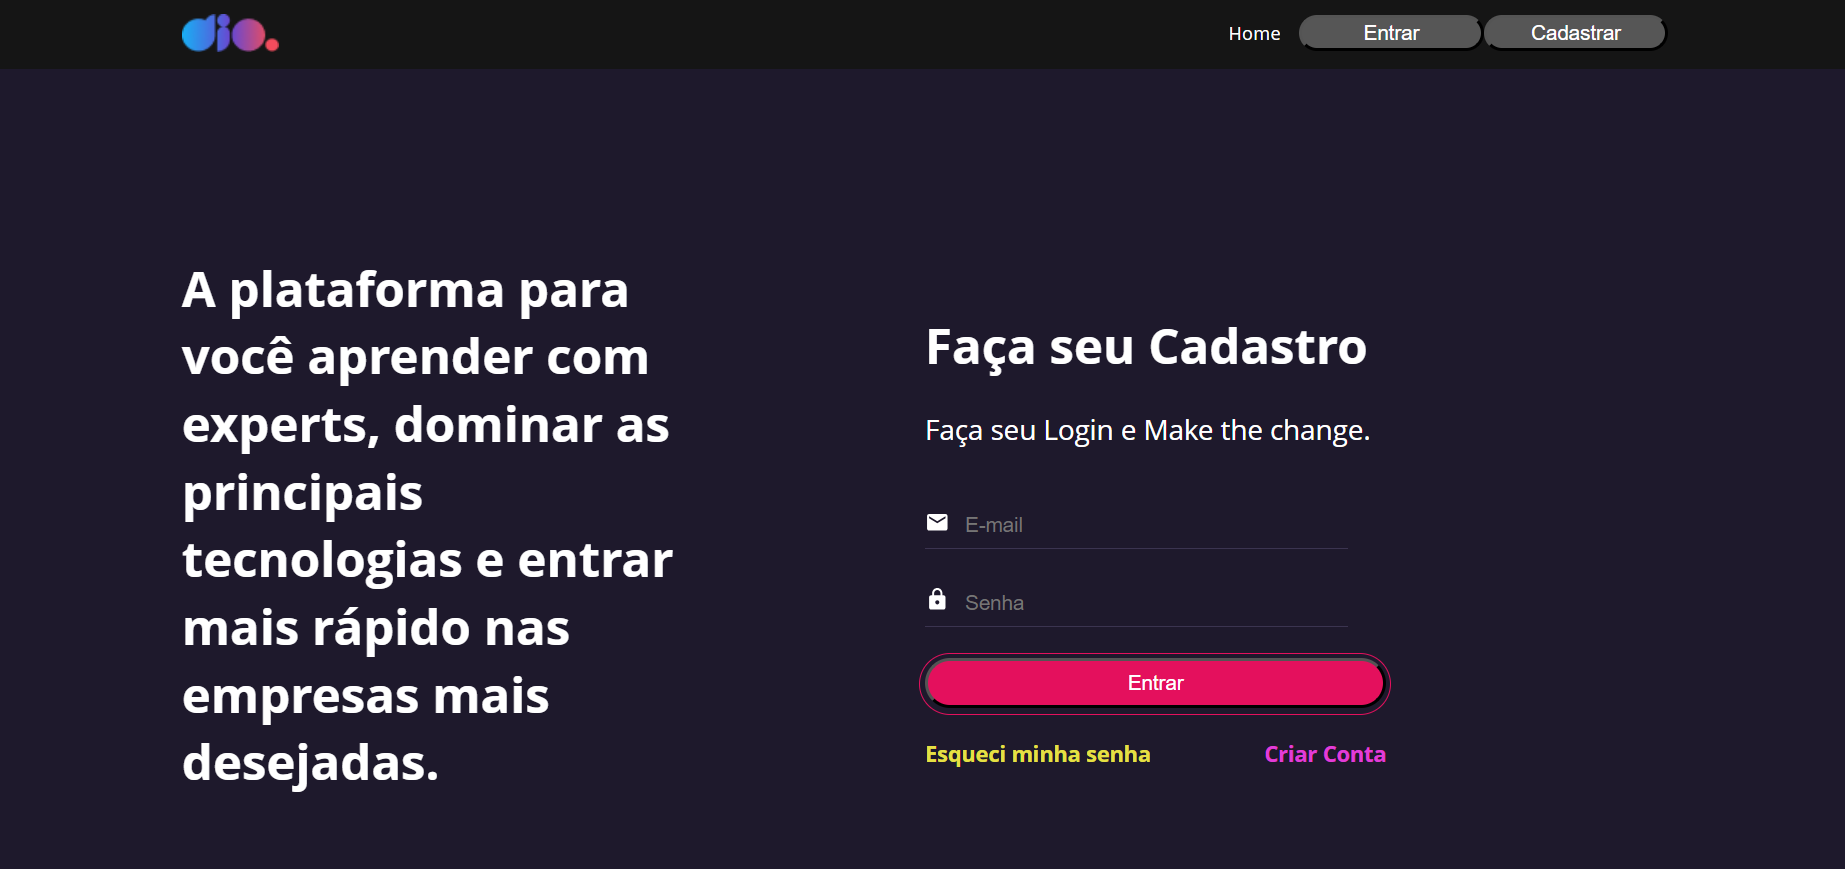 dio.
Home Entrar Cadastrar
A plataforma para
você aprender com
experts, dominar as
principais
tecnologias e entrar
mais rápido nas
empresas mais
desejadas.
Faça seu Cadastro
Faça seu Login e Make the change.
E-mail
Senha
Entrar
Esqueci minha senha Criar Conta